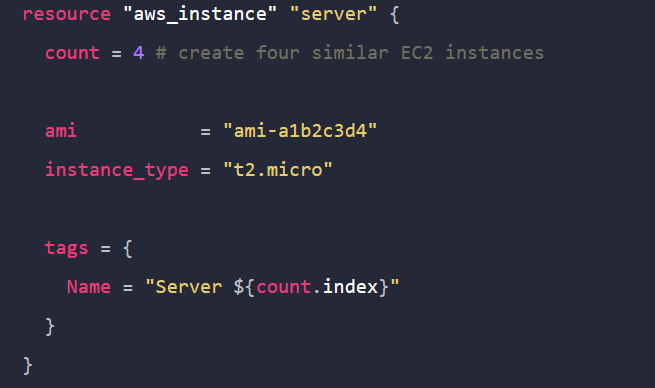 resource "aws_instance" "server" {
  count = 4 # create four similar EC2 instances

  ami           = "ami-a1b2c3d4"
  instance_type = "t2.micro"

  tags = {
    Name = "Server ${count.index}"
  }
}